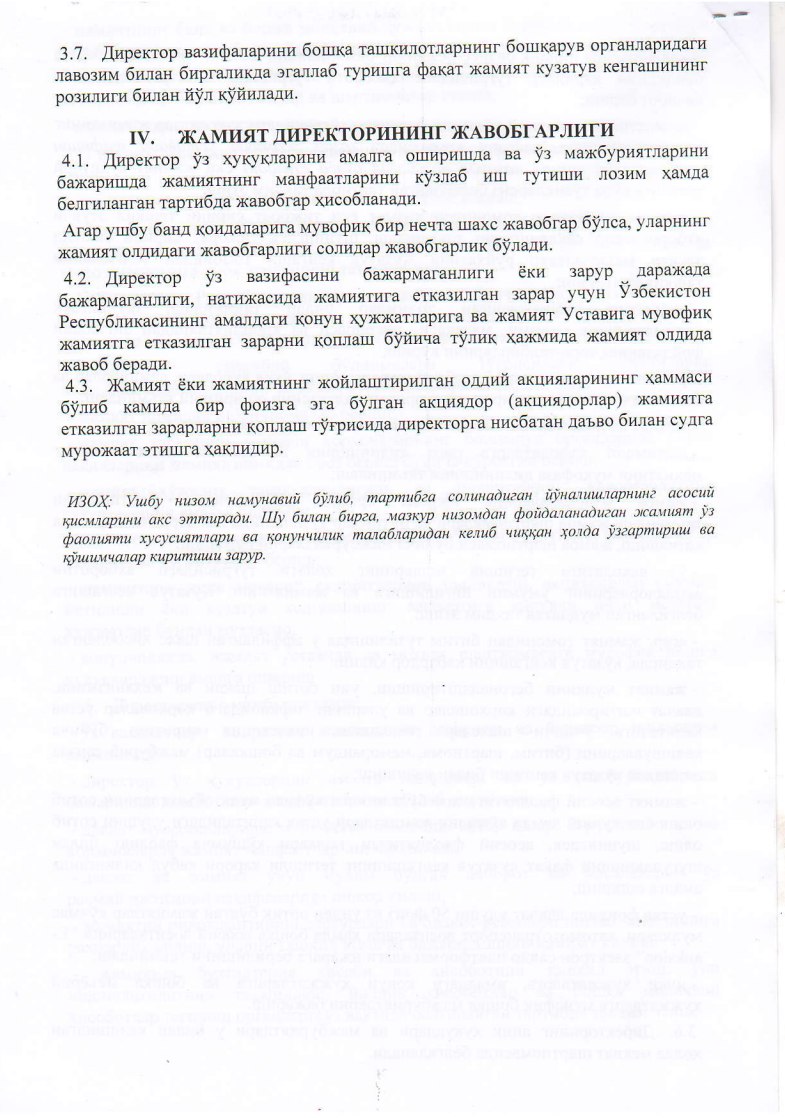 3.7. Директор вазифаларини бошқа ташкилотларнинг бошқарув органларидаги
лавозим билан биргаликда эгаллаб туришга фақат жамият кузатув кенгашининг
розилиги билан йўл қўйилади.
IV. ЖАМИЯТ ДИРЕКТОРИНИНГ ЖАВОБГАРЛИГИ
4.1. Директор ўз ҳуқуқларини амалга оширишда ва ўз мажбуриятларини
бажаришда жамиятнинг манфаатларини кўзлаб иш тутиши лозим ҳамда
белгиланган тартибда жавобгар ҳисобланади.
Агар ушбу банд қоидаларига мувофиқ бир нечта шахс жавобгар бўлса, уларнинг
жамият олдидаги жавобгарлиги солидар жавобгарлик бўлади.
4.2. Директор ўз вазифасини бажармаганлиги ёки зарур даражада
бажармаганлиги, натижасида жамиятига етказилган зарар учун Ўзбекистон
Республикасининг амалдаги қонун ҳужжатларига ва жамият Уставига мувофиқ
жамиятга етказилган зарарни қоплаш бўйича тўлиқ ҳажмида жамият олдида
жавоб беради.
4.3. Жамият ёки жамиятнинг жойлаштирилган оддий акцияларининг ҳаммаси
бўлиб камида бир фоизга эга бўлган акциядор (акциядорлар) жамиятга
етказилган зарарларни қоплаш тўғрисида директорга нисбатан даъво билан судга
мурожаат этишга ҳақлидир.
ИЗОҲ: Ушбу низом намунавий бўлиб, тартибга солинадиган йўналишларнинг асосий
қисмларини акс эттиради. Шу билан бирга, мазкур низомдан фойдаланадиган жамият ўз
фаолияти хусусиятлари ва қонунчилик талабларидан келиб чиққан ҳолда ўзгартириш ва
қўшимчалар киритиши зарур.